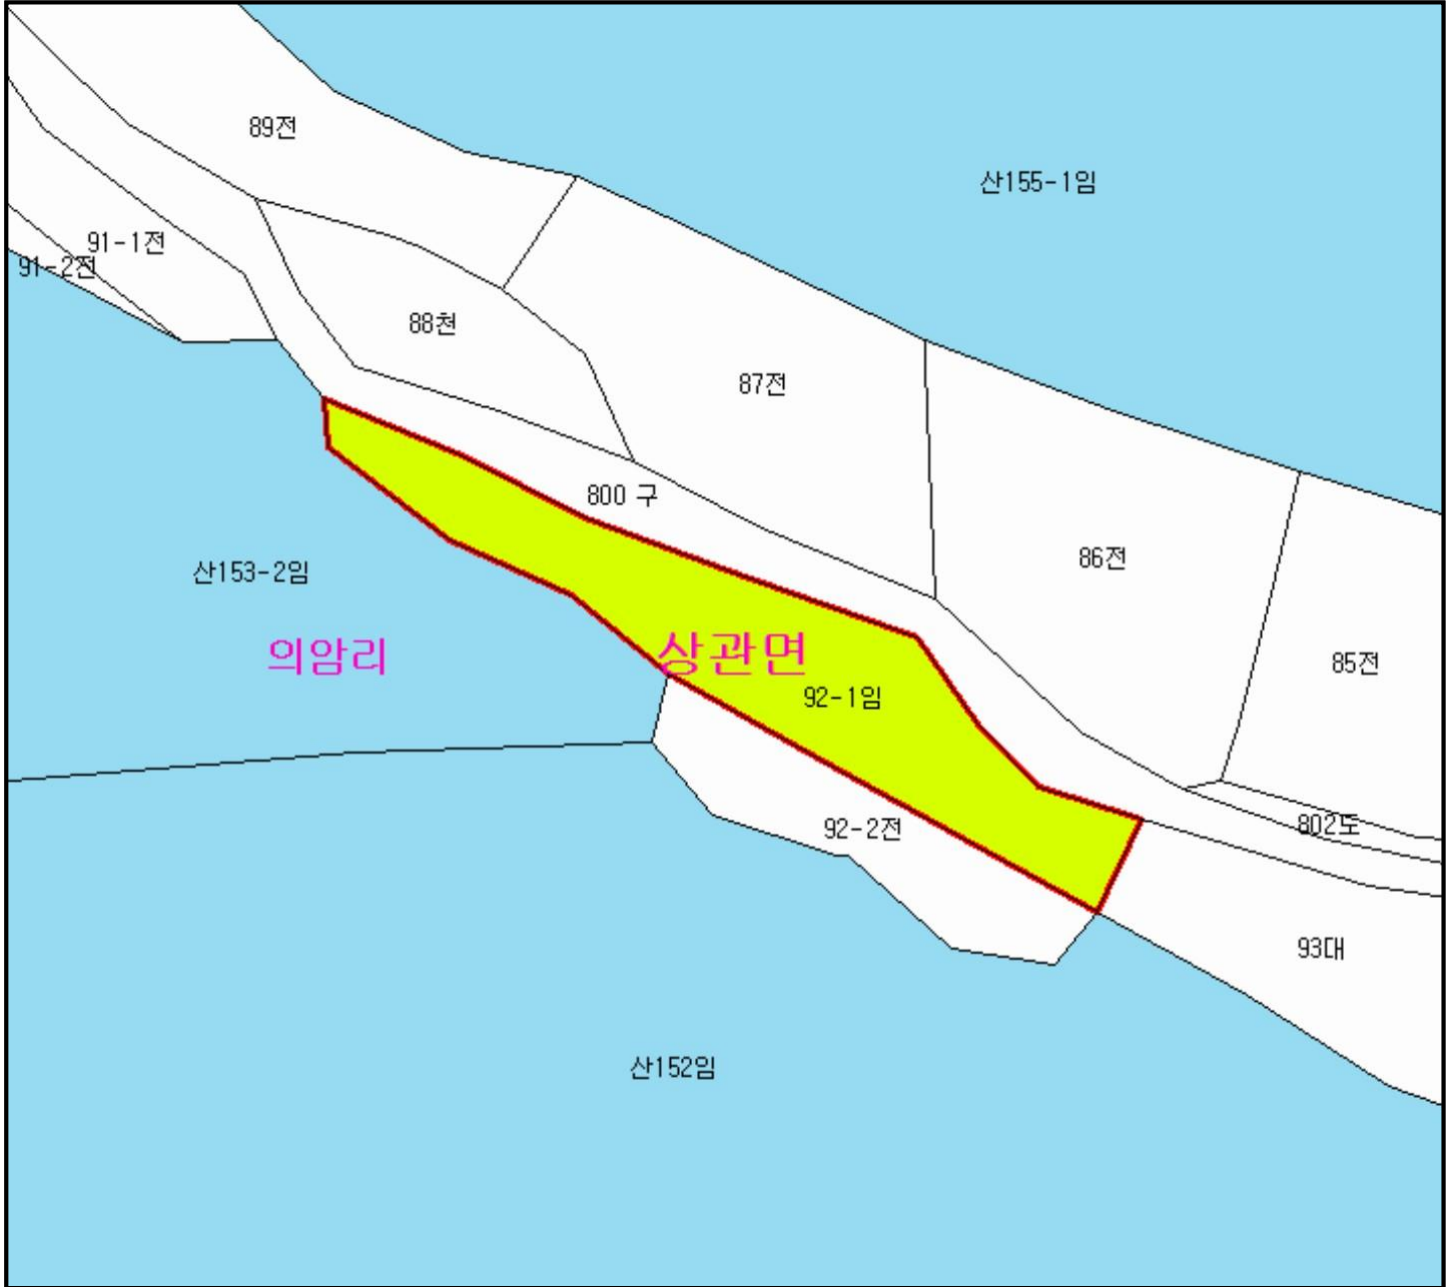 89전
산155-1임
91-1전
91-2전
88천
87전
800 구
86전
산153-2임
의암리
상관면
85전
92-1임
802도
92-2전
93대
산152임